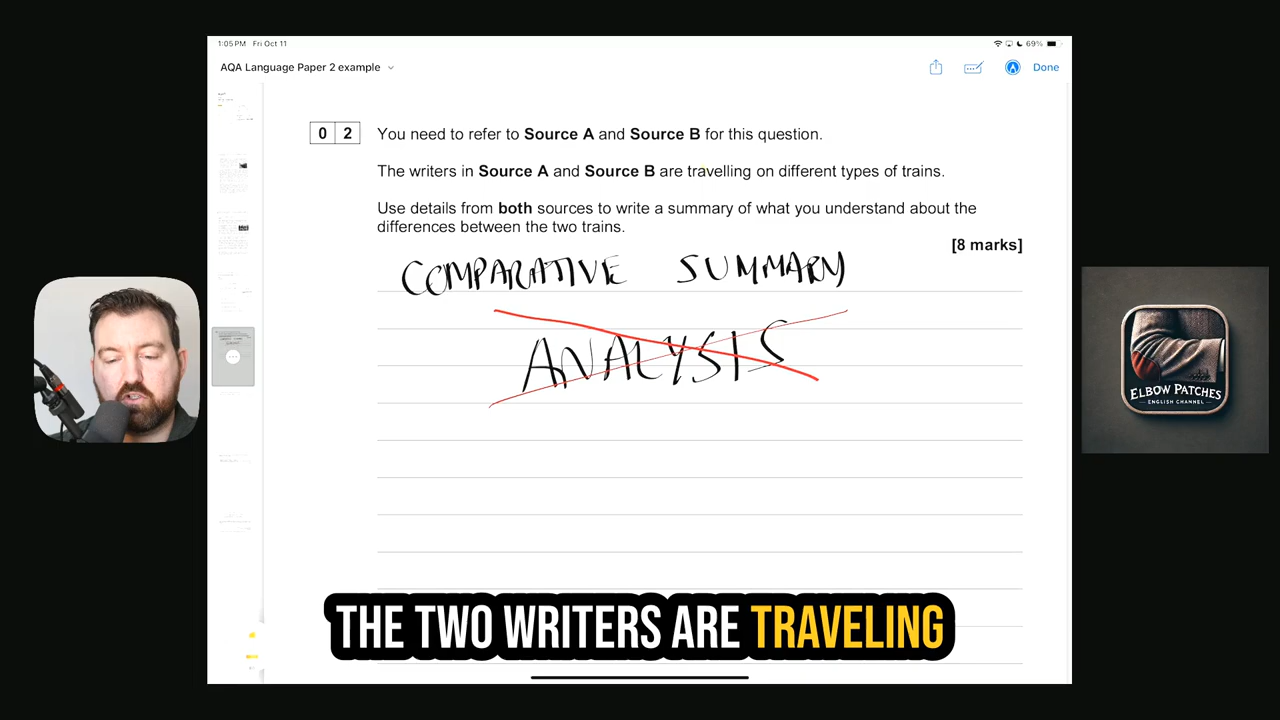 1:05 PM Fri Oct 11
69%
AQA Language Paper 2 example
Done
0 2
You need to refer to Source A and Source B for this question.
The writers in Source A and Source B are travelling on different types of trains.
Use details from both sources to write a summary of what you understand about the
differences between the two trains.
[8 marks]
COMPARATIVE SUMMARY
ANALYSIS
ELBOW PATCHES
ENGLISH CHANNEL
THE TWO WRITERS ARE TRAVELING